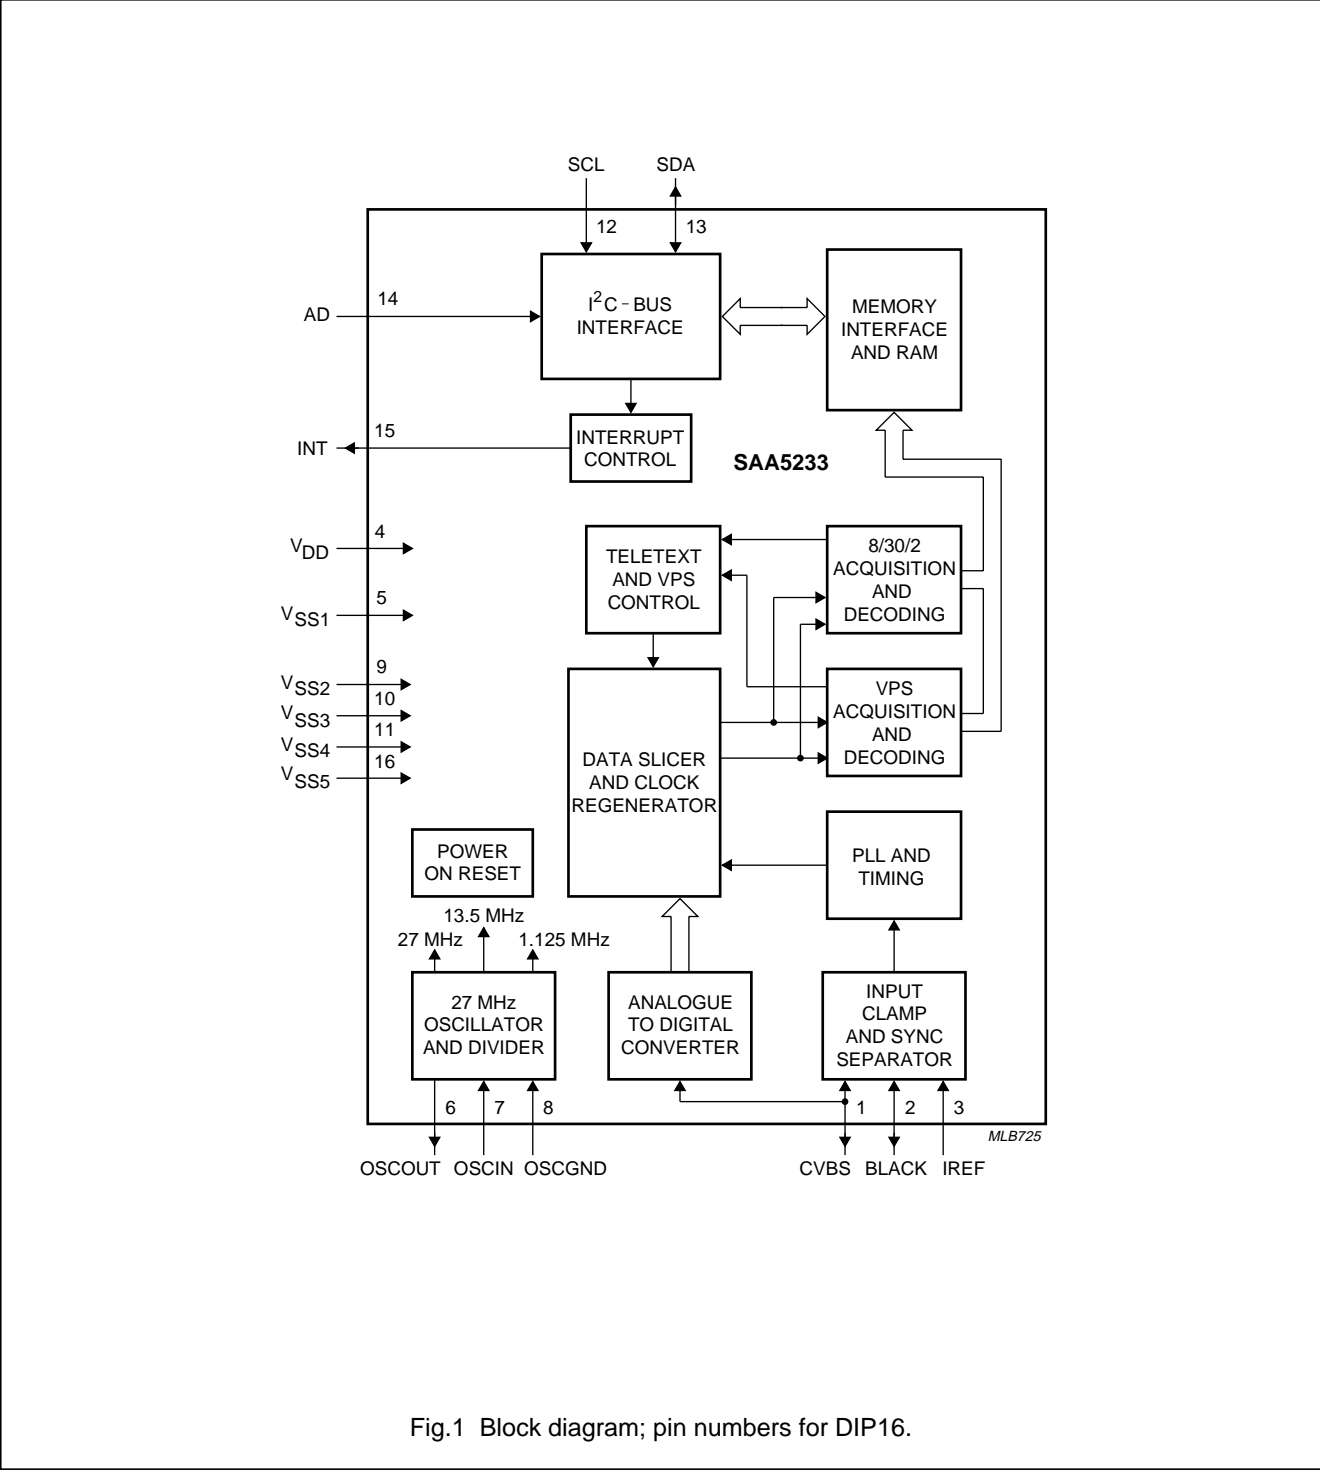 SCL
SDA
12
13
AD
14
I2C - BUS
INTERFACE
MEMORY
INTERFACE
AND RAM
INT
15
INTERRUPT
CONTROL
SAA5233
VDD
4
TELETEXT
AND VPS
CONTROL
8/30/2
ACQUISITION
AND
DECODING
VSS1
5
VSS2
9
VSS3
10
VSS4
11
VSS5
16
VPS
ACQUISITION
AND
DECODING
DATA SLICER
AND CLOCK
REGENERATOR
POWER
ON RESET
PLL AND
TIMING
13.5 MHz
27 MHz
1.125 MHz
27 MHz
OSCILLATOR
AND DIVIDER
ANALOGUE
TO DIGITAL
CONVERTER
INPUT
CLAMP
AND SYNC
SEPARATOR
6
7
8
1
2
3
MLB725
OSCOUT
OSCIN
OSCGND
CVBS
BLACK
IREF
Fig.1 Block diagram; pin numbers for DIP16.